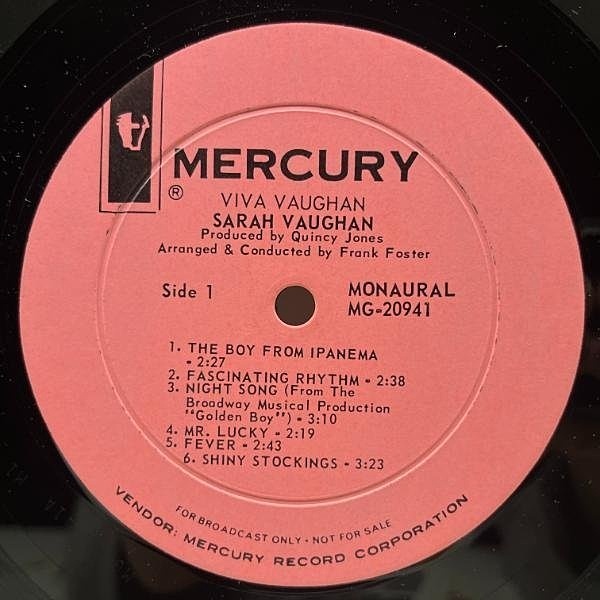 MERCURY
®
VIVA VAUGHAN
SARAH VAUGHAN
Produced by Quincy Jones
Arranged & Conducted by Frank Foster
Side 1
MONAURAL
MG-20941
1. THE BOY FROM IPANEMA
- 2:27
2. FASCINATING RHYTHM - 2:38
3. NIGHT SONG (From The
Broadway Musical Production
"Golden Boy") - 3:10
4. MR. LUCKY - 2:19
5. FEVER - 2:43
6. SHINY STOCKINGS - 3:23
FOR BROADCAST ONLY • NOT FOR SALE
VENDOR: MERCURY RECORD CORPORATION